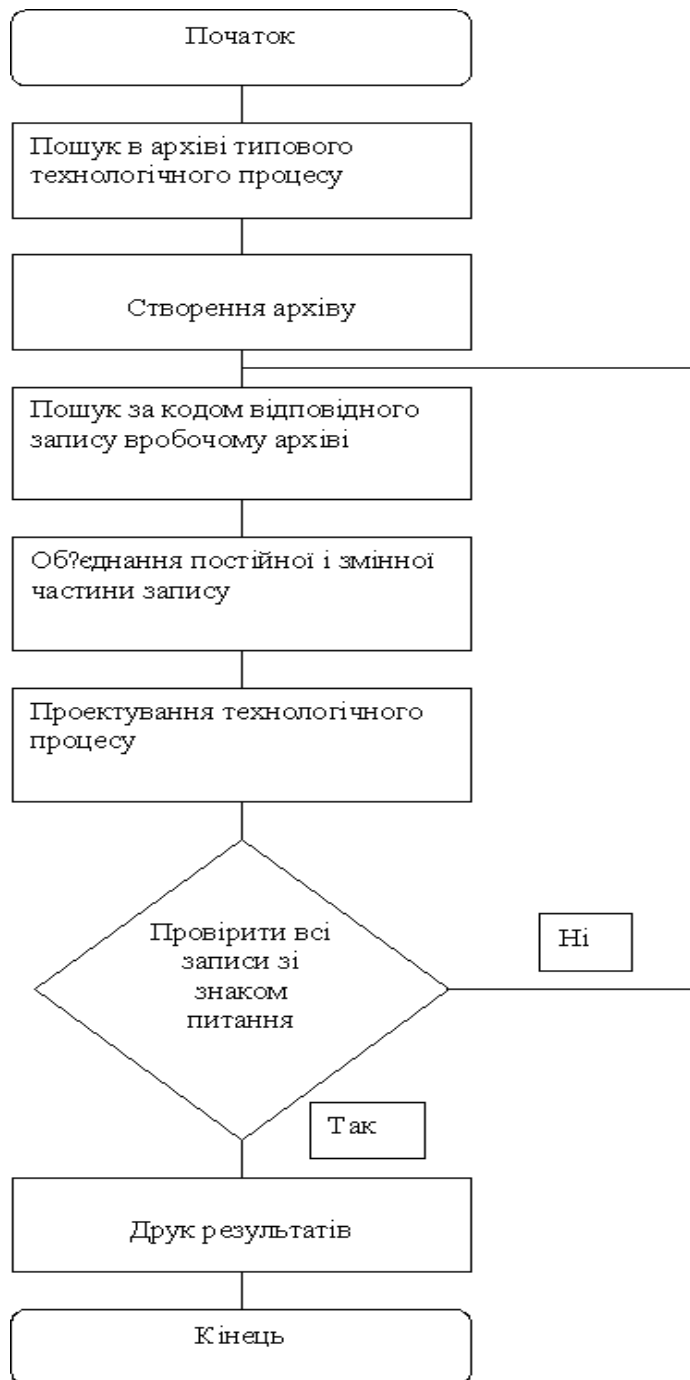 Початок
Пошук в архіві типового
технологічного процесу
Створення архіву
Пошук за кодом відповідного
запису вробочому архіві
Об?єднання постійної і змінної
частини запису
Проектування технологічного
процесу
Провірити всі
записи зі
знаком
питання
Ні
Так
Друк результатів
Кінець